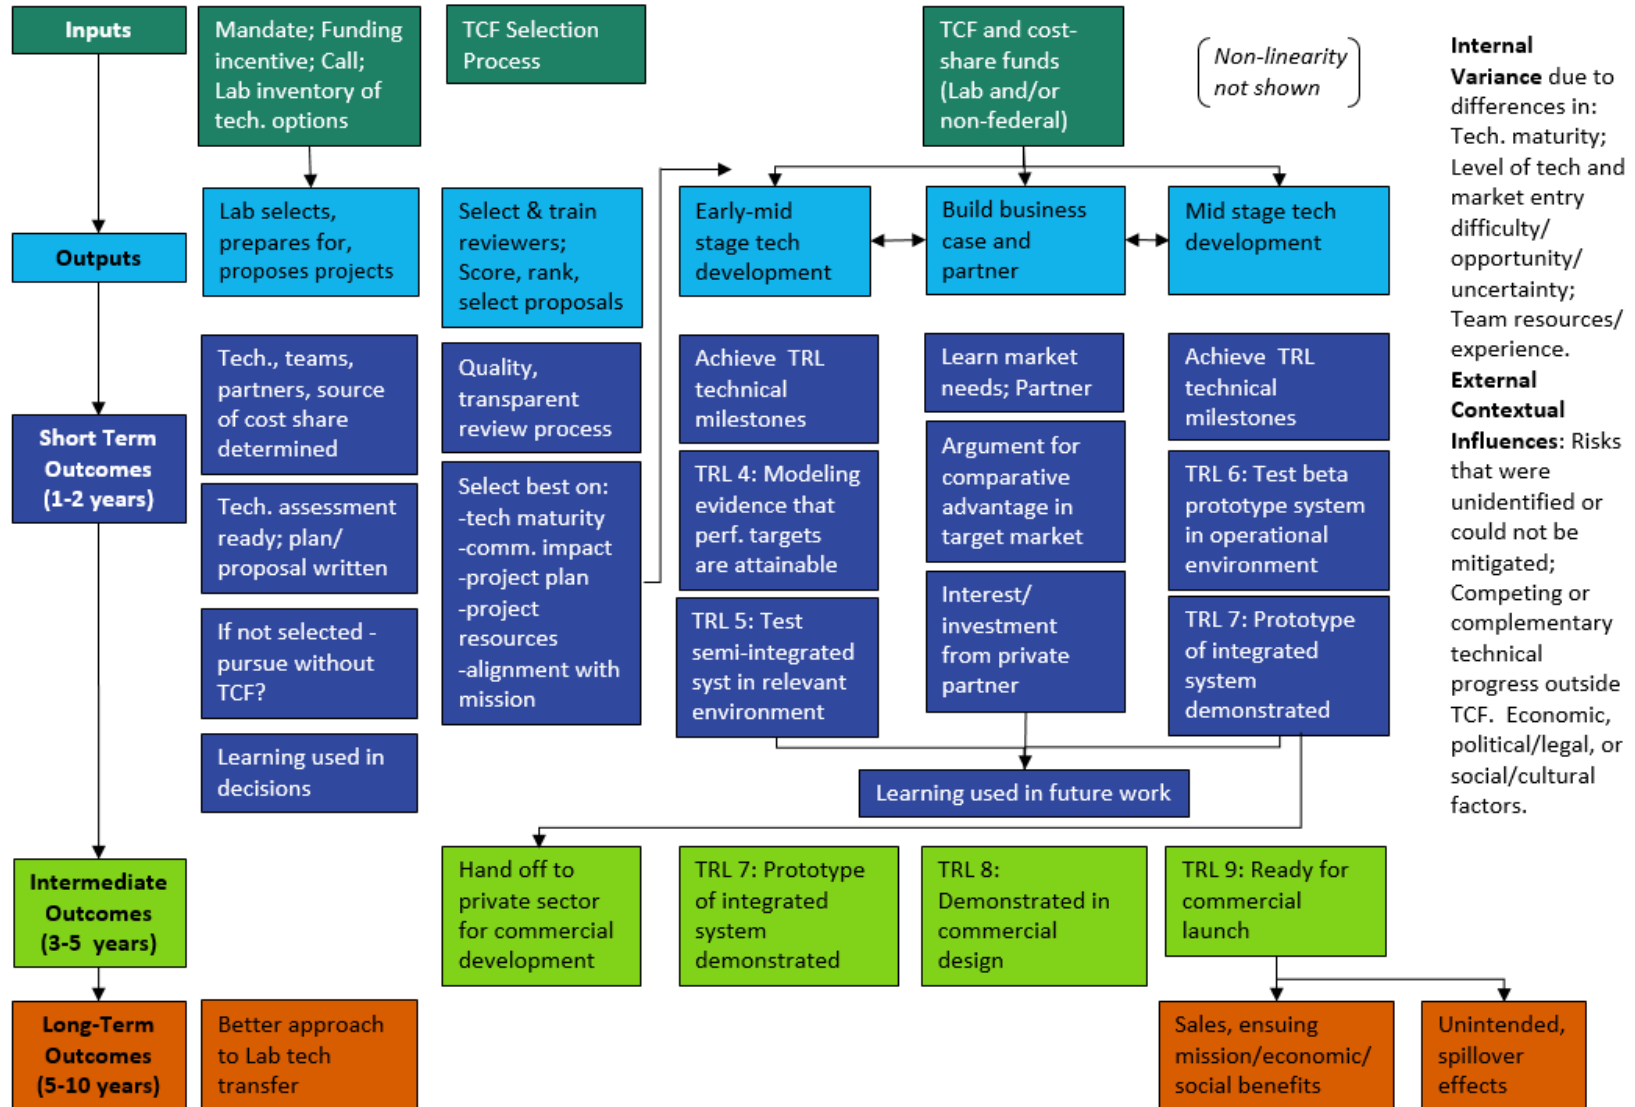 Inputs
Mandate; Funding
incentive; Call;
Lab inventory of
tech. options
TCF Selection
Process
TCF and cost-
share funds
(Lab and/or
non-federal)
Non-linearity
not shown
Outputs
Lab selects,
prepares for,
proposes projects
Select & train
reviewers;
Score, rank,
select proposals
Early-mid
stage tech
development
Build business
case and
partner
Mid stage tech
development
Short Term
Outcomes
(1-2 years)
Tech., teams,
partners, source
of cost share
determined
Tech. assessment
ready; plan/
proposal written
If not selected -
pursue without
TCF?
Learning used in
decisions
Quality,
transparent
review process
Select best on:
-tech maturity
-comm. impact
-project plan
-project
resources
-alignment with
mission
Achieve TRL
technical
milestones
TRL 4: Modeling
evidence that
perf. targets
are attainable
TRL 5: Test
semi-integrated
syst in relevant
environment
Learn market
needs; Partner
Argument for
comparative
advantage in
target market
Interest/
investment
from private
partner
Achieve TRL
technical
milestones
TRL 6: Test beta
prototype system
in operational
environment
TRL 7: Prototype
of integrated
system
demonstrated
Learning used in future work
Intermediate
Outcomes
(3-5 years)
Hand off to
private sector
for commercial
development
TRL 7: Prototype
of integrated
system
demonstrated
TRL 8:
Demonstrated in
commercial
design
TRL 9: Ready for
commercial
launch
Long-Term
Outcomes
(5-10 years)
Better approach
to Lab tech
transfer
Sales, ensuing
mission/economic/
social benefits
Unintended,
spillover
effects
Internal
Variance due to
differences in:
Tech. maturity;
Level of tech and
market entry
difficulty/
opportunity/
uncertainty;
Team resources/
experience.
External
Contextual
Influences: Risks
that were
unidentified or
could not be
mitigated;
Competing or
complementary
technical
progress outside
TCF. Economic,
political/legal, or
social/cultural
factors.